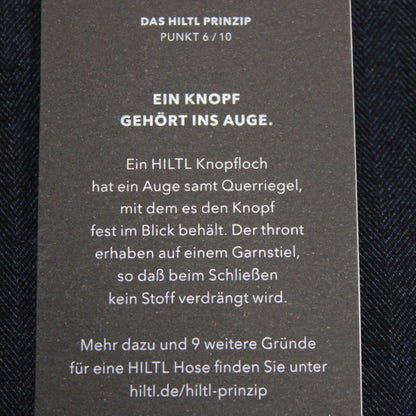 DAS HILTL PRINZIP
PUNKT 6 / 10
EIN KNOPF
GEHÖRT INS AUGE.
Ein HILTL Knopfloch
hat ein Auge samt Querriegel,
mit dem es den Knopf
fest im Blick behält. Der thront
erhaben auf einem Garnstiel,
so daß beim Schließen
kein Stoff verdrängt wird.
Mehr dazu und 9 weitere Gründe
für eine HILTL Hose finden Sie unter
hiltl.de/hiltl-prinzip